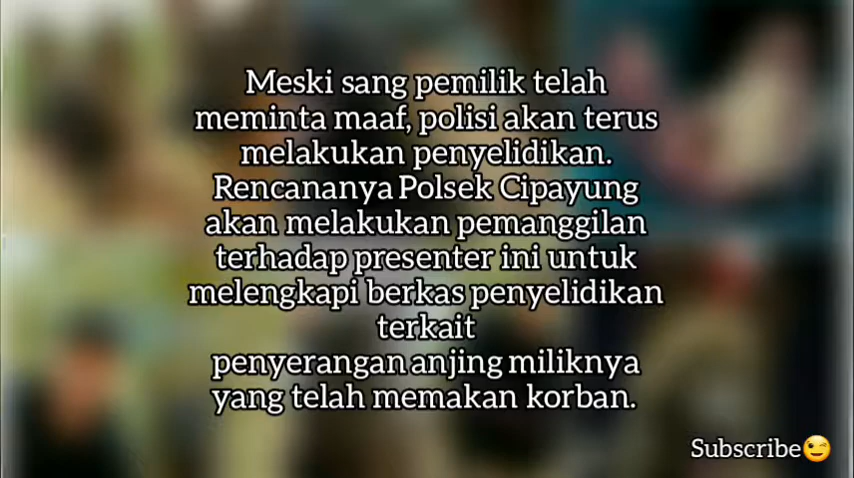 Meski sang pemilik telah
meminta maaf, polisi akan terus
melakukan penyelidikan.
Rencananya Polsek Cipayung
akan melakukan pemanggilan
terhadap presenter ini untuk
melengkapi berkas penyelidikan
terkait
penyerangan anjing miliknya
yang telah memakan korban.
Subscribe😉